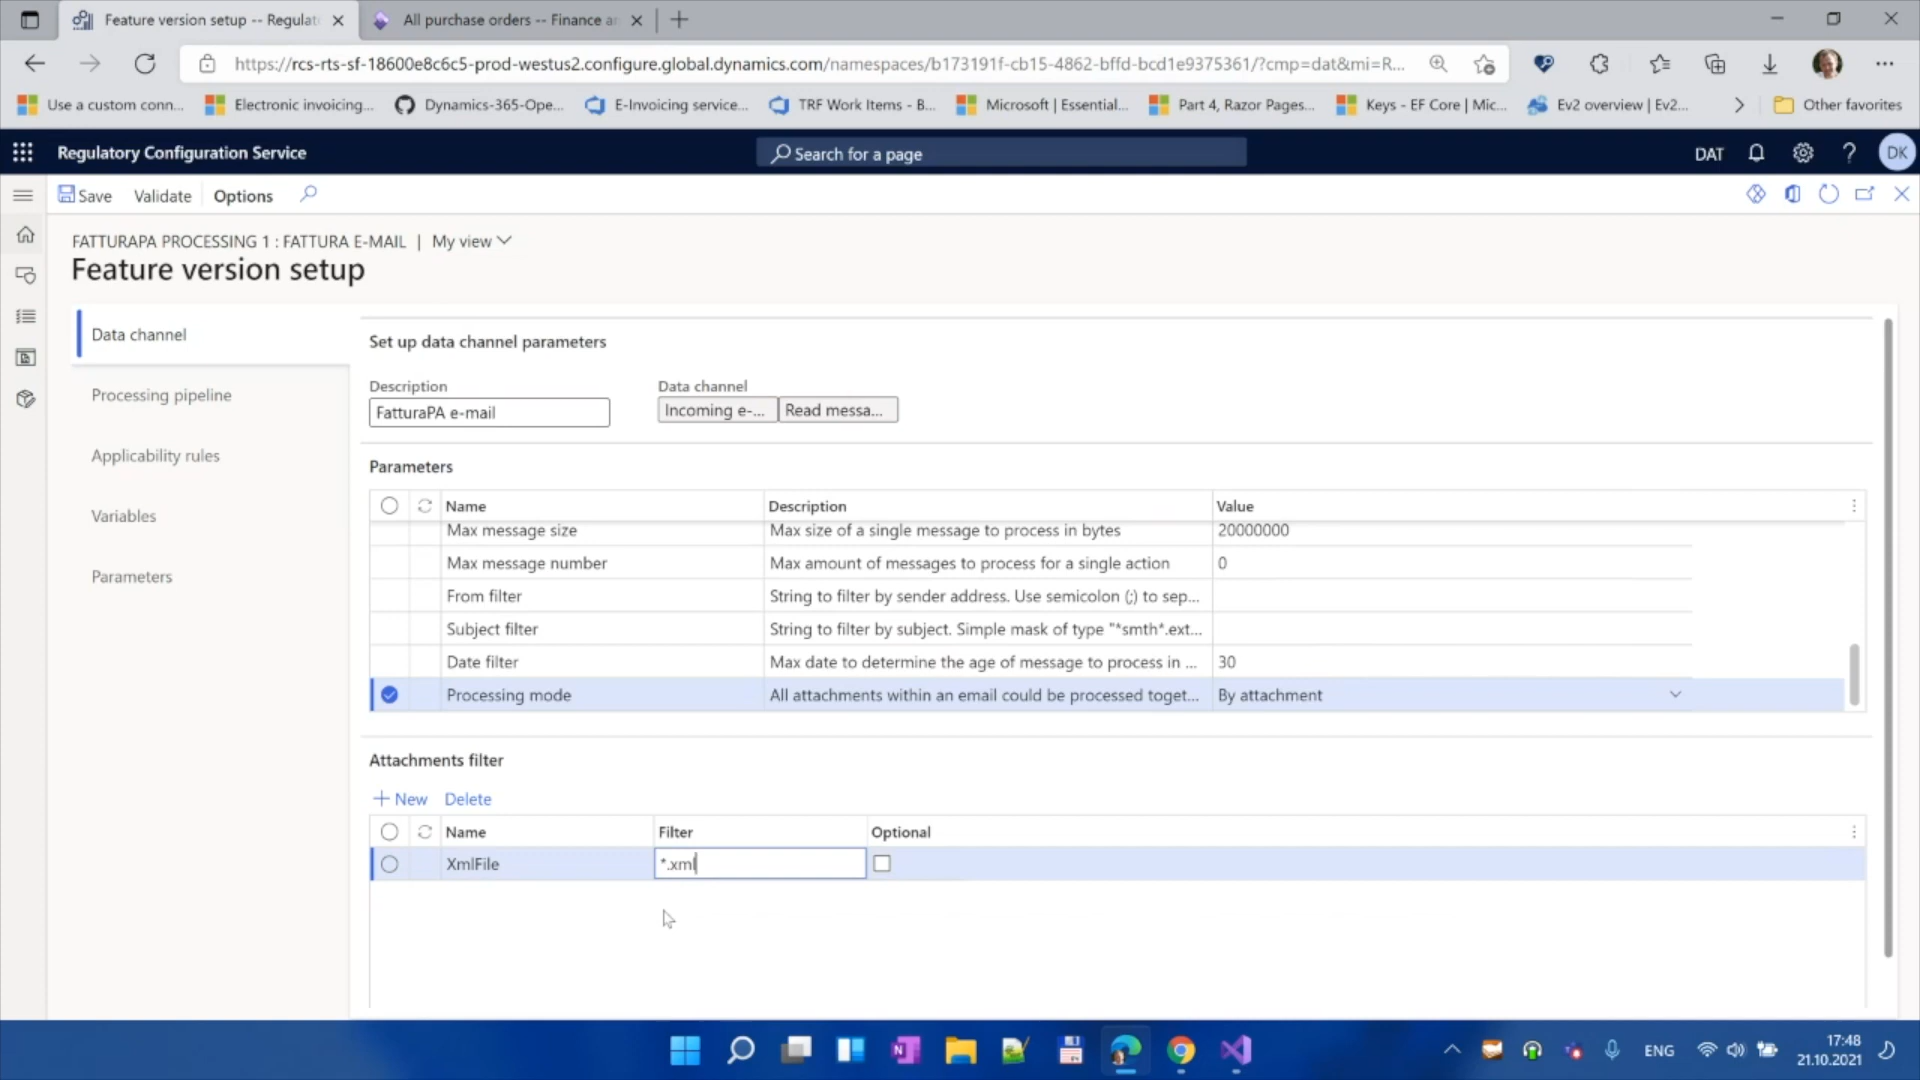 Feature version setup -- Regulat
All purchase orders -- Finance a
https://rcs-rts-sf-18600e8c6c5-prod-westus2.configure.global.dynamics.com/namespaces/b173191f-cb15-4862-bffd-bcd1e9375361/?cmp=dat&mi=R...
Use a custom conn...
Electronic invoicing...
Dynamics-365-Ope...
E-Invoicing service...
TRF Work Items - B...
Microsoft | Essential...
Part 4, Razor Pages...
Keys - EF Core | Mic...
Ev2 overview | Ev2...
Other favorites
Regulatory Configuration Service
Search for a page
DAT
DK
Save
Validate
Options
FATTURAPA PROCESSING 1 : FATTURA E-MAIL | My view
Feature version setup
Data channel
Processing pipeline
Applicability rules
Variables
Parameters
Set up data channel parameters
Description
Data channel
FatturaPA e-mail
Incoming e-...
Read messa...
Parameters
Name Description Value
Max message size Max size of a single message to process in bytes 20000000
Max message number Max amount of messages to process for a single action 0
From filter String to filter by sender address. Use semicolon (;) to sep...
Subject filter String to filter by subject. Simple mask of type "*smth*.ext...
Date filter Max date to determine the age of message to process in ... 30
Processing mode All attachments within an email could be processed toget... By attachment
Attachments filter
New Delete
Name Filter Optional
XmlFile *.xml
ENG
17:48
21.10.2021